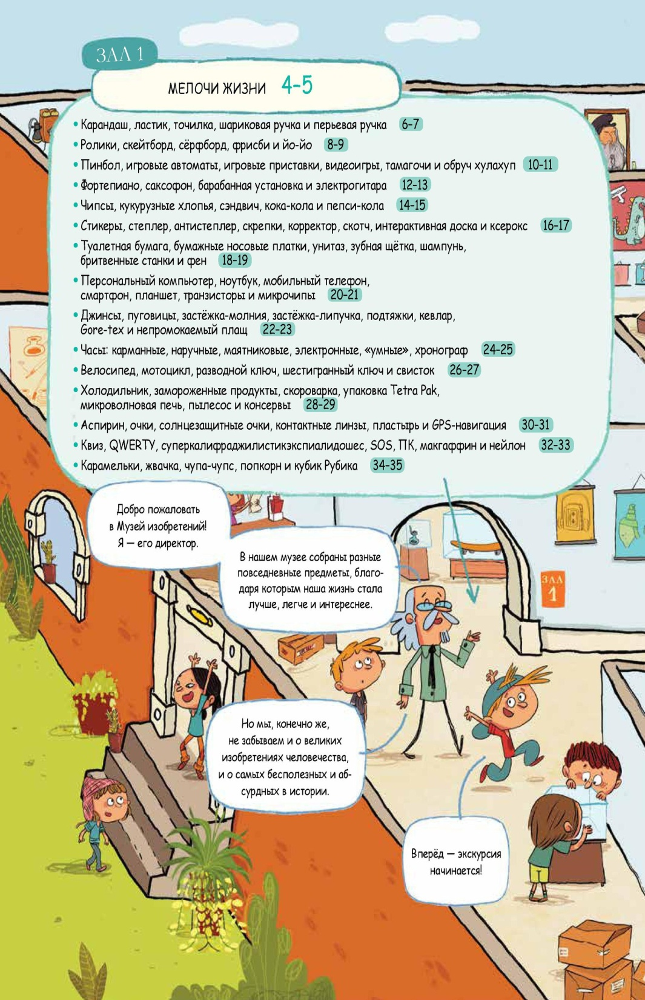 ЗАЛ 1
МЕЛОЧИ ЖИЗНИ 4–5
• Карандаш, ластик, точилка, шариковая ручка и перьевая ручка 6–7
• Ролики, скейтборд, сёрфборд, фрисби и йо-йо 8–9
• Пинбол, игровые автоматы, игровые приставки, видеоигры, тамагочи и обруч хулахуп 10–11
• Фортепиано, саксофон, барабанная установка и электрогитара 12–13
• Чипсы, кукурузные хлопья, сэндвич, кока-кола и пепси-кола 14–15
• Стикеры, степлер, антистеплер, скрепки, корректор, скотч, интерактивная доска и ксерокс 16–17
• Туалетная бумага, бумажные носовые платки, унитаз, зубная щётка, шампунь,
бритвенные станки и фен 18–19
• Персональный компьютер, ноутбук, мобильный телефон,
смартфон, планшет, транзисторы и микрочипы 20–21
• Джинсы, пуговицы, застёжка-молния, застёжка-липучка, подтяжки, кевлар,
Gore-tex и непромокаемый плащ 22–23
• Часы: карманные, наручные, маятниковые, электронные, «умные», хронограф 24–25
• Велосипед, мотоцикл, разводной ключ, шестигранный ключ и свисток 26–27
• Холодильник, замороженные продукты, скороварка, упаковка Tetra Pak,
микроволновая печь, пылесос и консервы 28–29
• Аспирин, очки, солнцезащитные очки, контактные линзы, пластырь и GPS-навигация 30–31
• Квиз, QWERTY, суперкалифраджилистикэкспиалидошес, SOS, ПК, макгаффин и нейлон 32–33
• Карамельки, жвачка, чупа-чупс, попкорн и кубик Рубика 34–35
Добро пожаловать
в Музей изобретений!
Я — его директор.
В нашем музее собраны разные
повседневные предметы, благо-
даря которым наша жизнь стала
лучше, легче и интереснее.
ЗАЛ
1
Но мы, конечно же,
не забываем и о великих
изобретениях человечества,
и о самых бесполезных и аб-
сурдных в истории.
Вперёд — экскурсия
начинается!